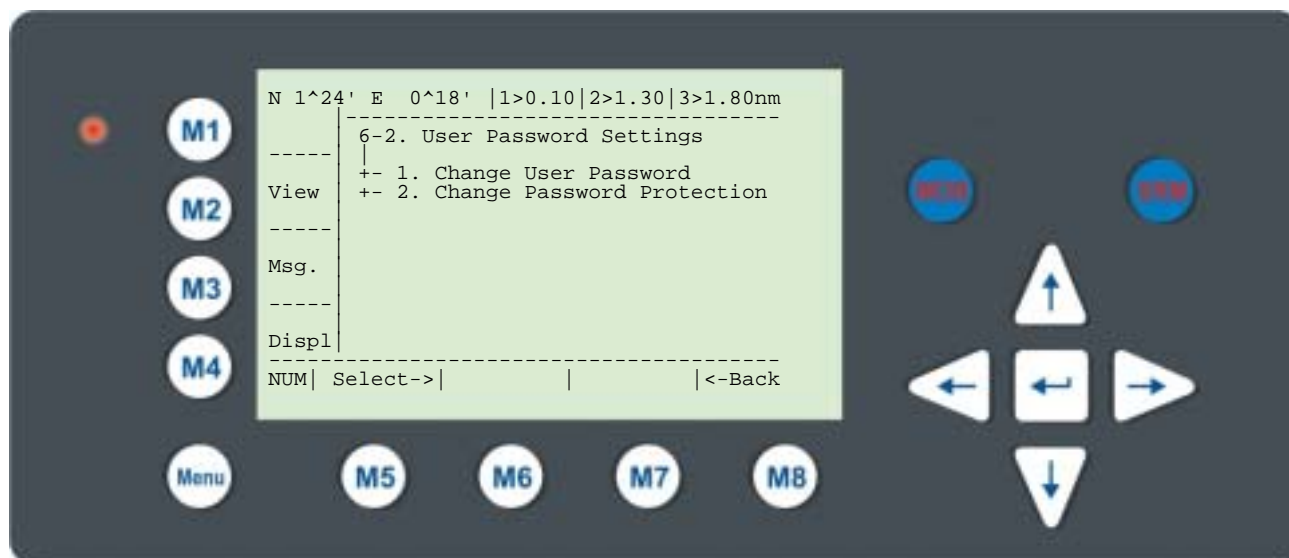 N 1^24' E 0^18' |1>0.10|2>1.30|3>1.80nm
6-2. User Password Settings
+- 1. Change User Password
View
+- 2. Change Password Protection
Msg.
Displ
NUM| Select->| | |<-Back
M1
M2
M3
M4
Menu
M5
M6
M7
M8